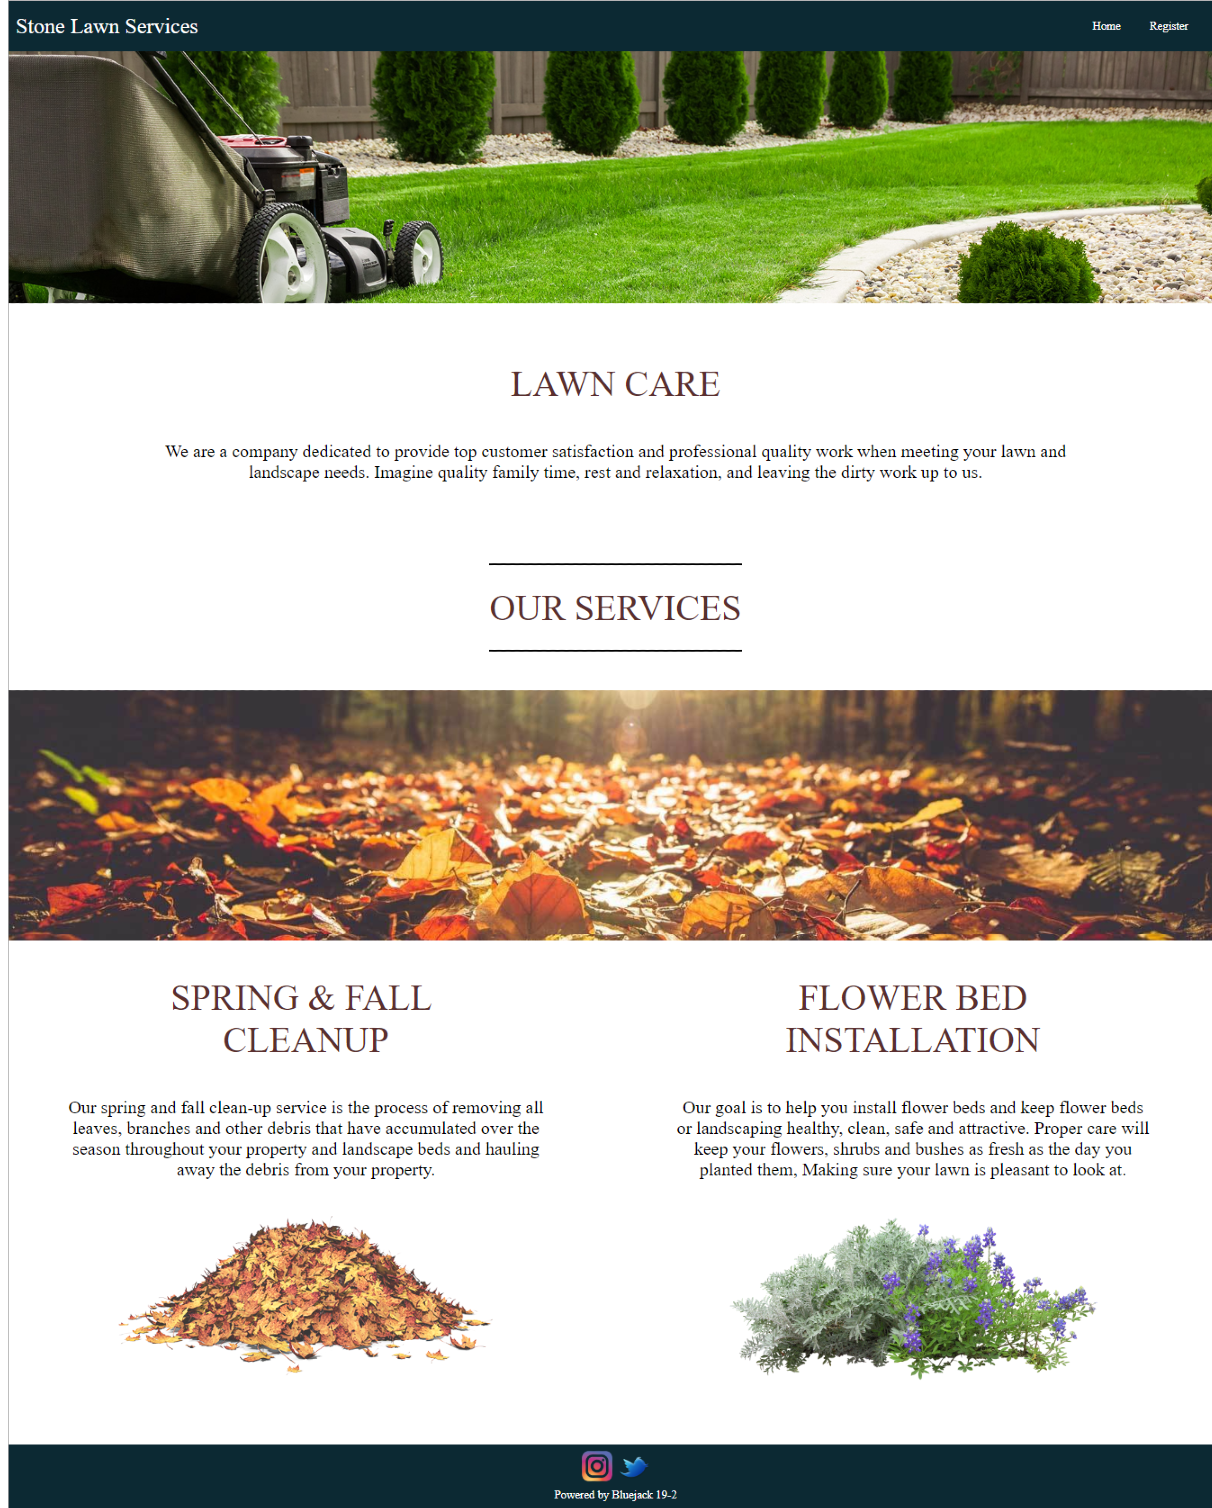 Stone Lawn Services
Home
Register
LAWN CARE
We are a company dedicated to provide top customer satisfaction and professional quality work when meeting your lawn and
landscape needs. Imagine quality family time, rest and relaxation, and leaving the dirty work up to us.
OUR SERVICES
SPRING & FALL
CLEANUP
Our spring and fall clean-up service is the process of removing all
leaves, branches and other debris that have accumulated over the
season throughout your property and landscape beds and hauling
away the debris from your property.
FLOWER BED
INSTALLATION
Our goal is to help you install flower beds and keep flower beds
or landscaping healthy, clean, safe and attractive. Proper care will
keep your flowers, shrubs and bushes as fresh as the day you
planted them, Making sure your lawn is pleasant to look at.
Powered by Bluejack 19-2